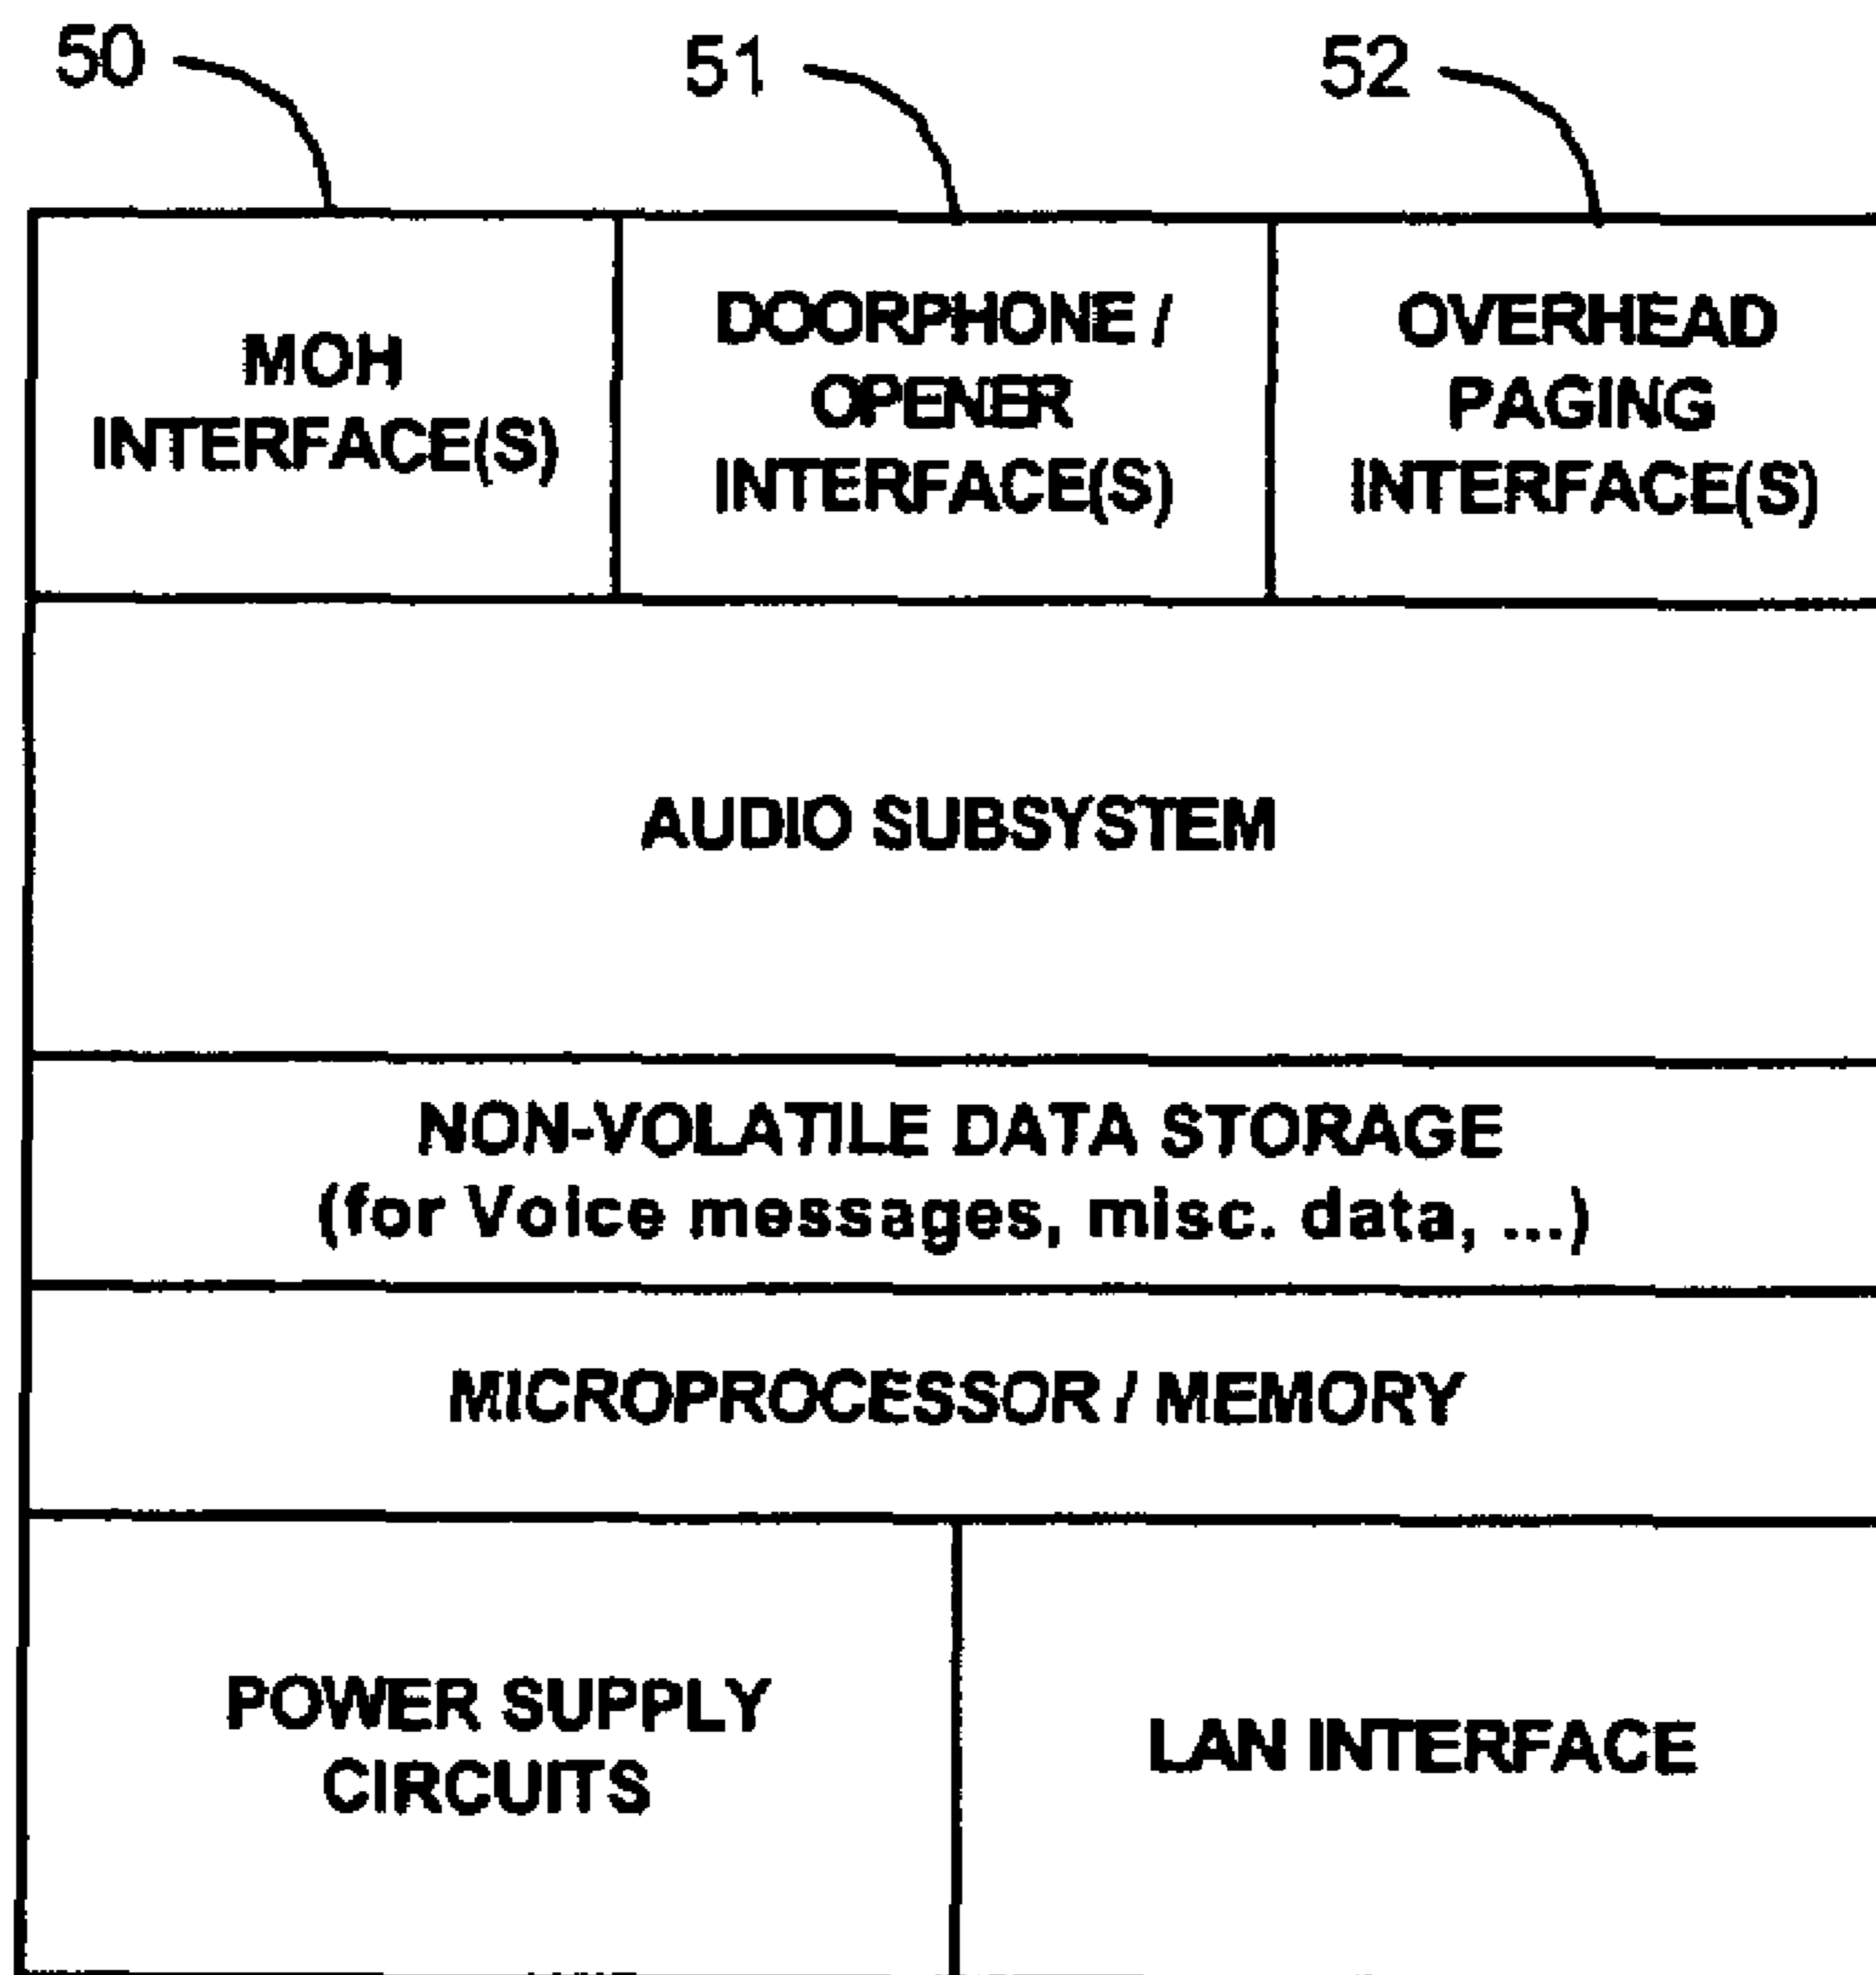 50 51 52
MOH
INTERFACE(S)
DOORPHONE /
OPENER
INTERFACE(S)
OVERHEAD
PAGING
INTERFACE(S)
AUDIO SUBSYSTEM
NON-VOLATILE DATA STORAGE
(for Voice messages, misc. data, ...)
MICROPROCESSOR / MEMORY
POWER SUPPLY
CIRCUITS
LAN INTERFACE